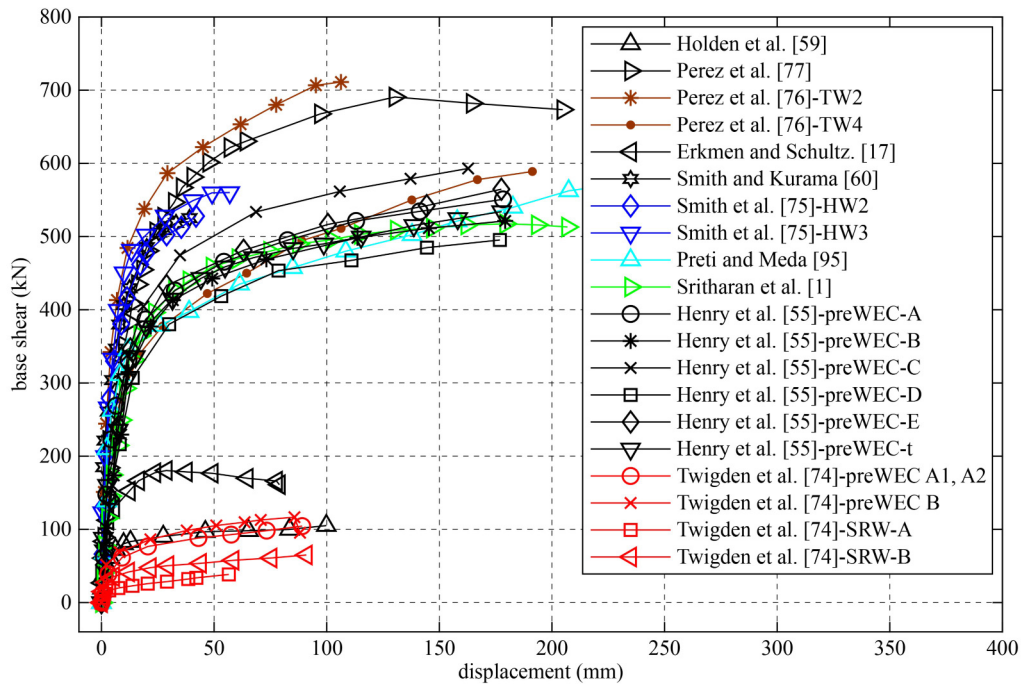 800
700
600
500
400
300
200
100
0
base shear (kN)
0
50
100
150
200
250
300
350
400
displacement (mm)
Holden et al. [59]
Perez et al. [77]
Perez et al. [76]-TW2
Perez et al. [76]-TW4
Erkmen and Schultz. [17]
Smith and Kurama [60]
Smith et al. [75]-HW2
Smith et al. [75]-HW3
Preti and Meda [95]
Sritharan et al. [1]
Henry et al. [55]-preWEC-A
Henry et al. [55]-preWEC-B
Henry et al. [55]-preWEC-C
Henry et al. [55]-preWEC-D
Henry et al. [55]-preWEC-E
Henry et al. [55]-preWEC-t
Twigden et al. [74]-preWEC A1, A2
Twigden et al. [74]-preWEC B
Twigden et al. [74]-SRW-A
Twigden et al. [74]-SRW-B